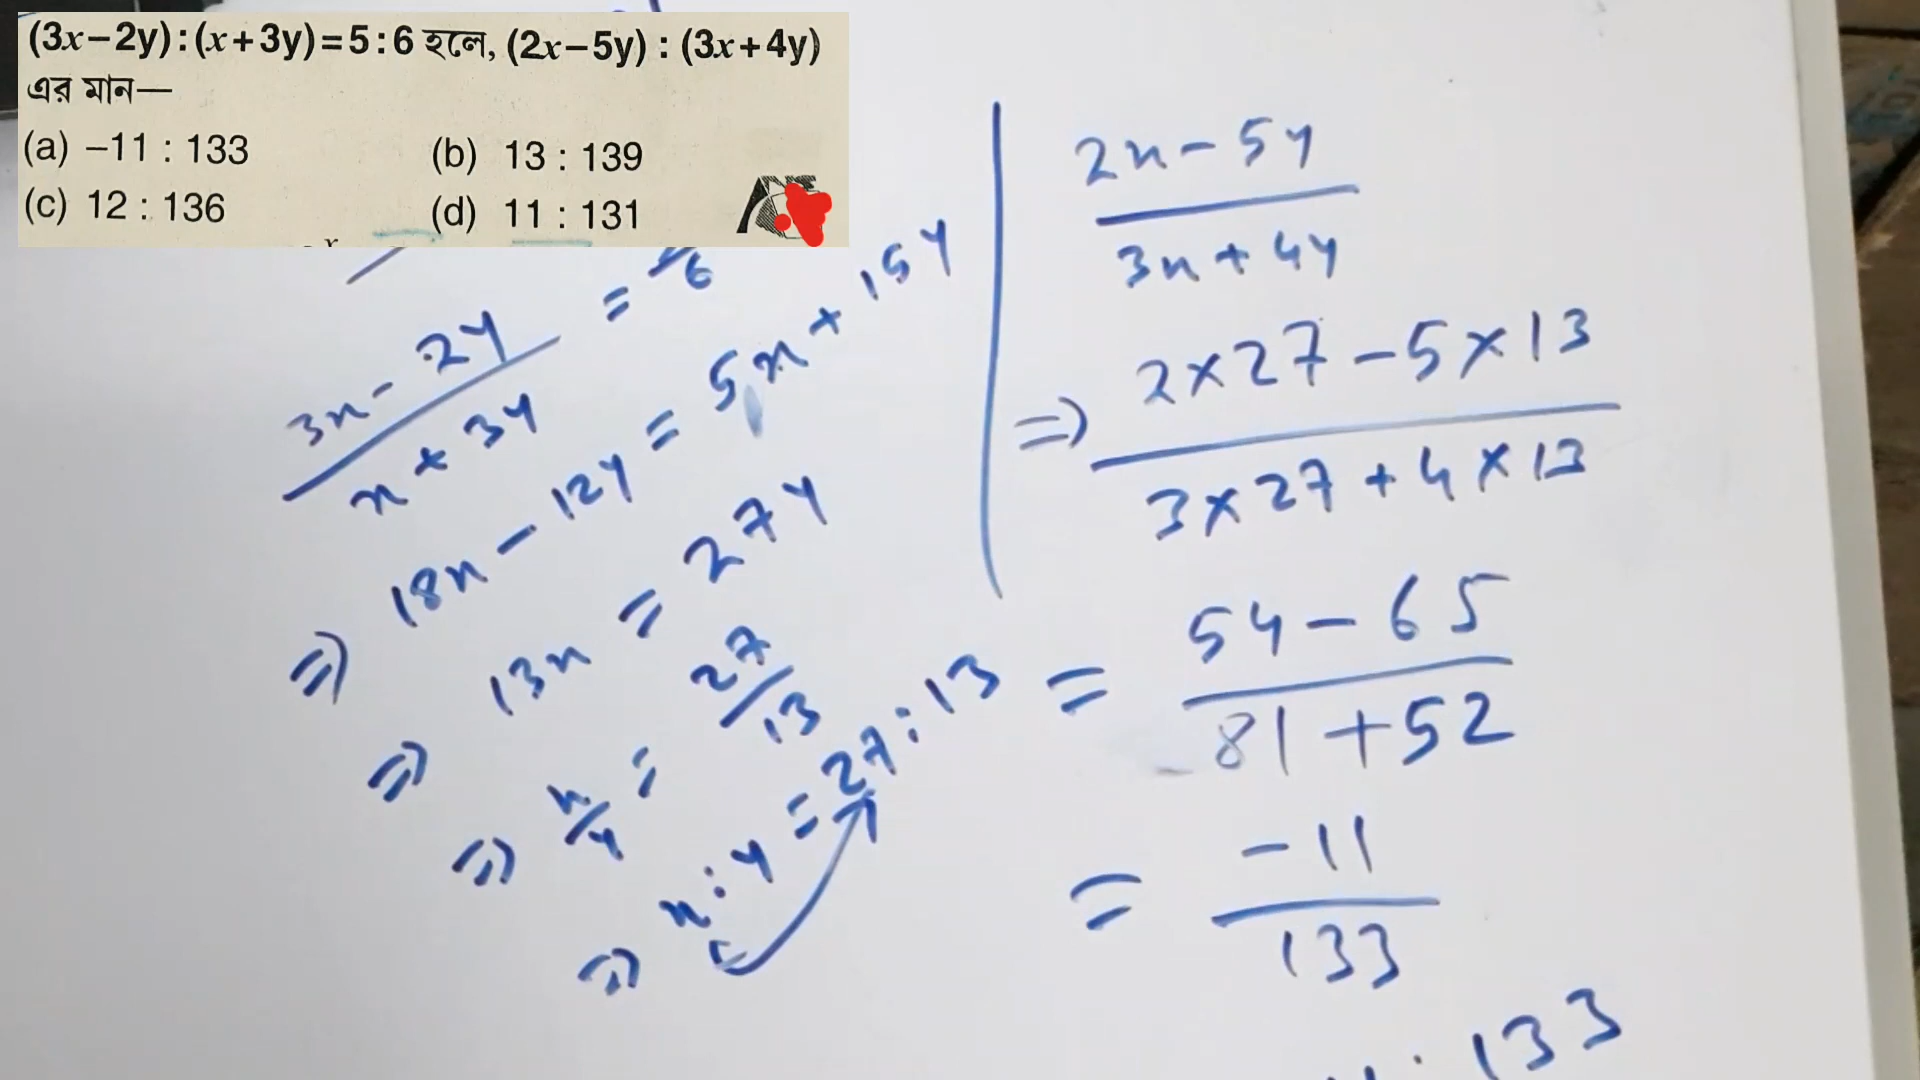 (3x−2y) : (x+3y) = 5 : 6 হলে, (2x−5y) : (3x+4y)
এর মান—
(a) −11 : 133
(b) 13 : 139
(c) 12 : 136
(d) 11 : 131
3x - 2y / x + 3y = 5/6
⇒ 18x - 12y = 5x + 15y
⇒ 13x = 27y
⇒ x/y = 27/13
⇒ x : y = 27 : 13
2x - 5y
3x + 4y
⇒ 2×27 - 5×13
3×27 + 4×13
= 54 - 65
81 + 52
= -11
133
: 133